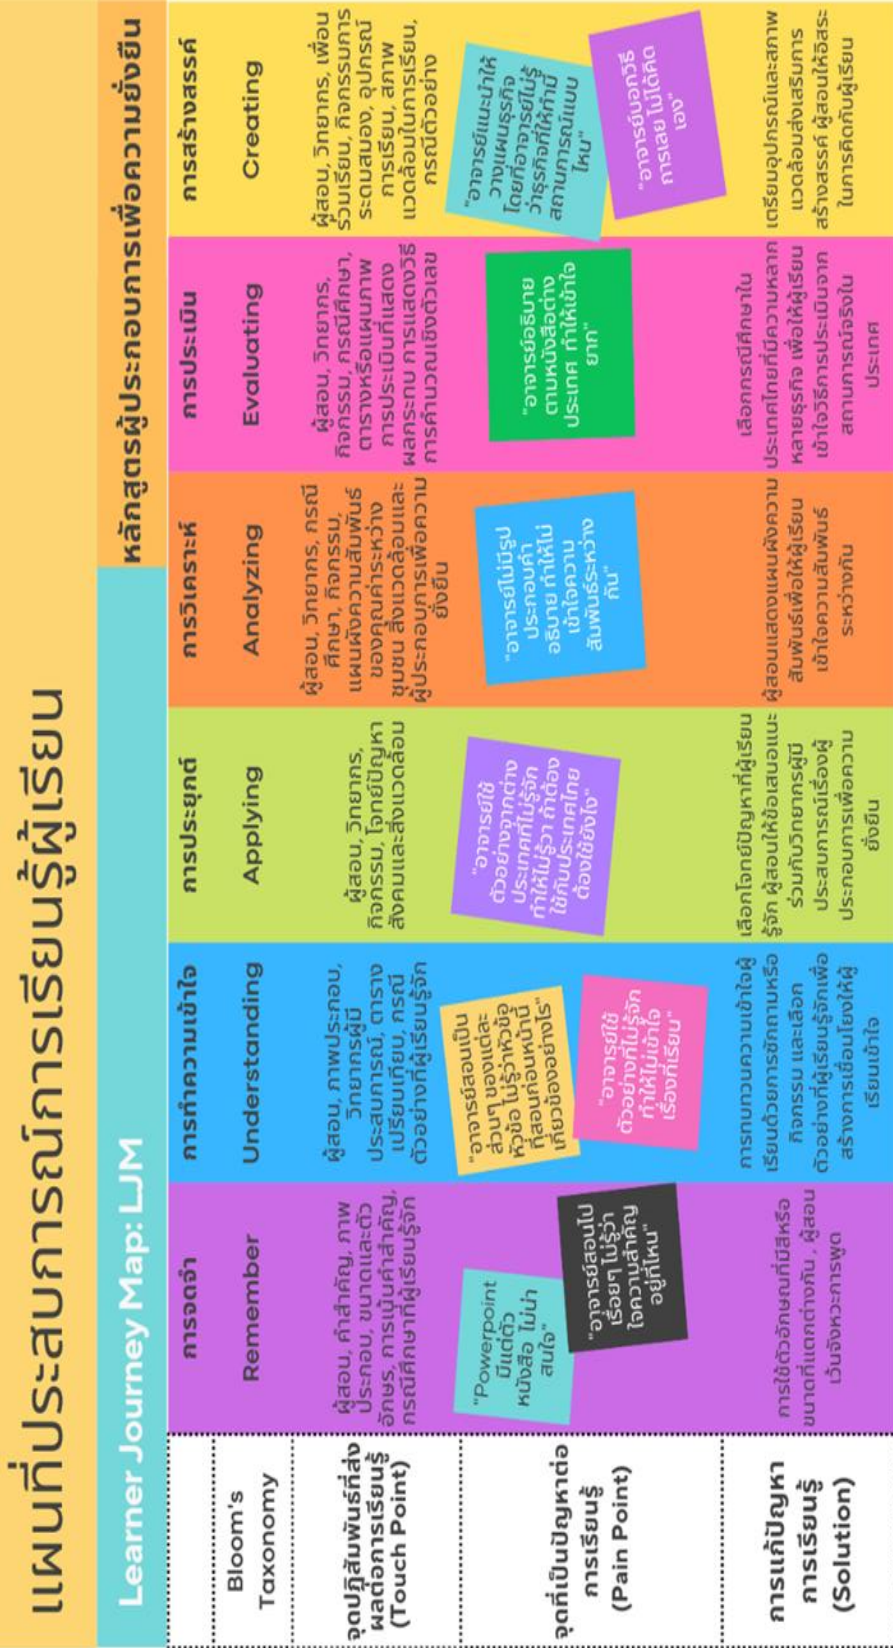 แผนที่ประสบการณ์การเรียนรู้ผู้เรียน
Learner Journey Map: LJM
หลักสูตรผู้ประกอบการเพื่อความยั่งยืน
การจดจำ
การทำความเข้าใจ
การประยุกต์
การวิเคราะห์
การประเมิน
การสร้างสรรค์
Bloom's
Taxonomy
Remember
Understanding
Applying
Analyzing
Evaluating
Creating
จุดปฏิสัมพันธ์ที่ส่ง
ผลต่อการเรียนรู้
(Touch Point)
ผู้สอน, คำสำคัญ, ภาพ
ประกอบ, ขนาดและตัว
อักษร, การเน้นคำสำคัญ,
กรณีศึกษาที่ผู้เรียนรู้จัก
ผู้สอน, ภาพประกอบ,
วิทยากรผู้มี
ประสบการณ์, ตาราง
เปรียบเทียบ, กรณี
ตัวอย่างที่ผู้เรียนรู้จัก
ผู้สอน, วิทยากร,
กิจกรรม, โจทย์ปัญหา
สังคมและสิ่งแวดล้อม
ผู้สอน, วิทยากร, กรณี
ศึกษา, กิจกรรม,
แผนผังความสัมพันธ์
ของคุณค่าระหว่าง
ชุมชน สิ่งแวดล้อมและ
ผู้ประกอบการเพื่อความ
ยั่งยืน
ผู้สอน, วิทยากร,
กิจกรรม, กรณีศึกษา,
ตารางหรือแผนภาพ
การประเมินที่แสดง
ผลกระทบ การแสดงวิธี
การคำนวณเชิงตัวเลข
ผู้สอน, วิทยากร, เพื่อน
ร่วมเรียน, กิจกรรมการ
ระดมสมอง, อุปกรณ์
การเรียน, สภาพ
แวดล้อมในการเรียน,
กรณีตัวอย่าง
จุดที่เป็นปัญหาต่อ
การเรียนรู้
(Pain Point)
"Powerpoint
มีแต่ตัว
หนังสือ ไม่น่า
สนใจ"
"อาจารย์สอนไป
เรื่อยๆ ไม่รู้ว่า
ใจความสำคัญ
อยู่ที่ไหน"
"อาจารย์สอนเป็น
ส่วนๆ ของแต่ละ
หัวข้อ ไม่รู้ว่าหัวข้อ
ที่สอนก่อนหน้านี้
เกี่ยวข้องอย่างไร"
"อาจารย์ใช้
ตัวอย่างที่ไม่รู้จัก
ทำให้ไม่เข้าใจ
เรื่องที่เรียน"
"อาจารย์ใช้
ตัวอย่างจากต่าง
ประเทศที่ไม่รู้จัก
ทำให้ไม่รู้ว่า ถ้าต้อง
ใช้กับประเทศไทย
ต้องใช้ยังไง"
"อาจารย์ไม่มีรูป
ประกอบคำ
อธิบาย ทำให้ไม่
เข้าใจความ
สัมพันธ์ระหว่าง
กัน"
"อาจารย์อธิบาย
ตามหนังสือต่าง
ประเทศ ทำให้เข้าใจ
ยาก"
"อาจารย์แนะนำให้
วางแผนธุรกิจ
โดยที่อาจารย์ไม่รู้
ว่าธุรกิจที่ให้ทำมี
สถานการณ์แบบ
ไหน"
"อาจารย์บอกวิธี
การเลย ไม่ได้คิด
เอง"
การแก้ปัญหา
การเรียนรู้
(Solution)
การใช้ตัวอักษณที่มีสีหรือ
ขนาดที่แตกต่างกัน , ผู้สอน
เว้นจังหวะการพูด
การทบทวนความเข้าใจผู้
เรียนด้วยการซักถามหรือ
กิจกรรม และเลือก
ตัวอย่างที่ผู้เรียนรู้จักเพื่อ
สร้างการเชื่อมโยงให้ผู้
เรียนเข้าใจ
เลือกโจทย์ปัญหาที่ผู้เรียน
รู้จัก ผู้สอนให้ข้อเสนอแนะ
ร่วมกับวิทยากรผู้มี
ประสบการณ์เรื่องผู้
ประกอบการเพื่อความ
ยั่งยืน
ผู้สอนแสดงแผนผังความ
สัมพันธ์เพื่อให้ผู้เรียน
เข้าใจความสัมพันธ์
ระหว่างกัน
เลือกกรณีศึกษาใน
ประเทศไทยที่มีความหลาก
หลายธุรกิจ เพื่อให้ผู้เรียน
เข้าใจวิธีการประเมินจาก
สถานการณ์จริงใน
ประเทศ
เตรียมอุปกรณ์และสภาพ
แวดล้อมส่งเสริมการ
สร้างสรรค์ ผู้สอนให้อิสระ
ในการคิดกับผู้เรียน